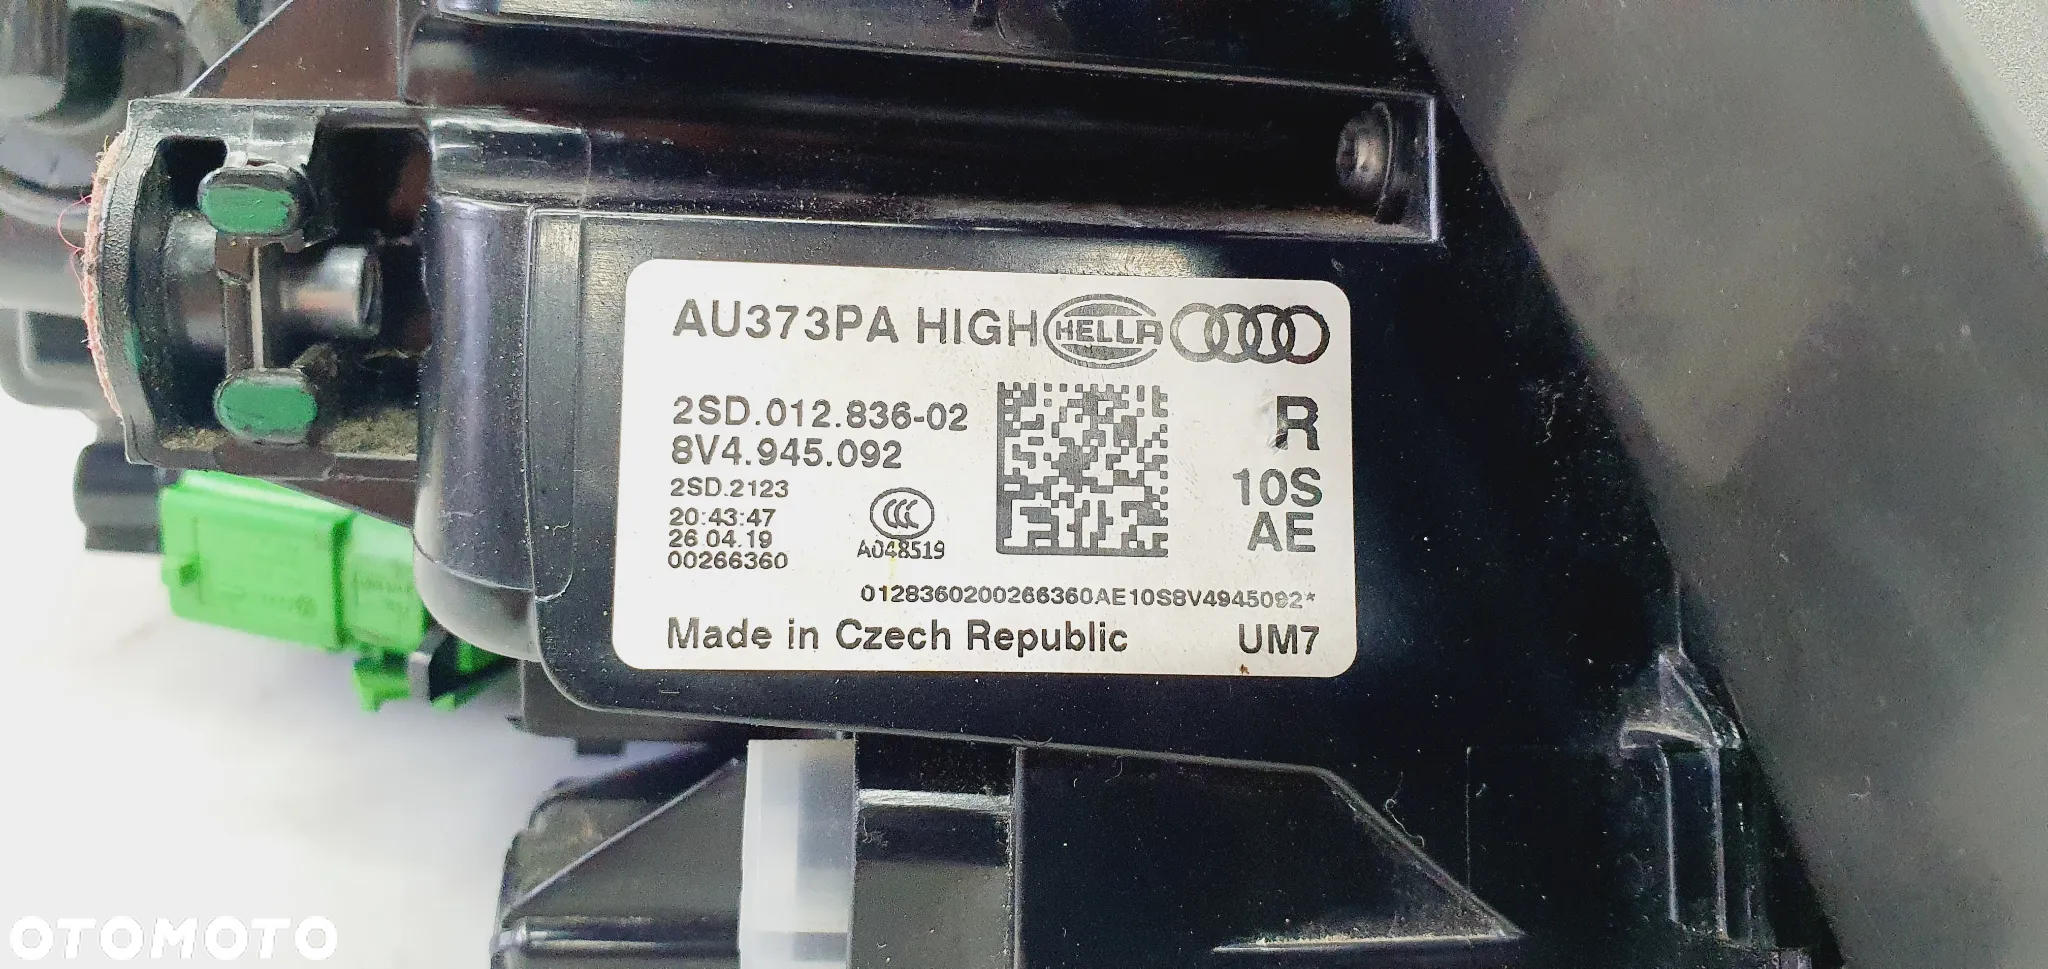 AU373PA HIGH HELLA
2SD.012.836-02
8V4.945.092
R
2SD.2123
10S
20:43:47
AE
26 04.19
00266360
CCC
A048519
0128360200266360AE10S8V4945092*
Made in Czech Republic
UM7
OTOMOTO